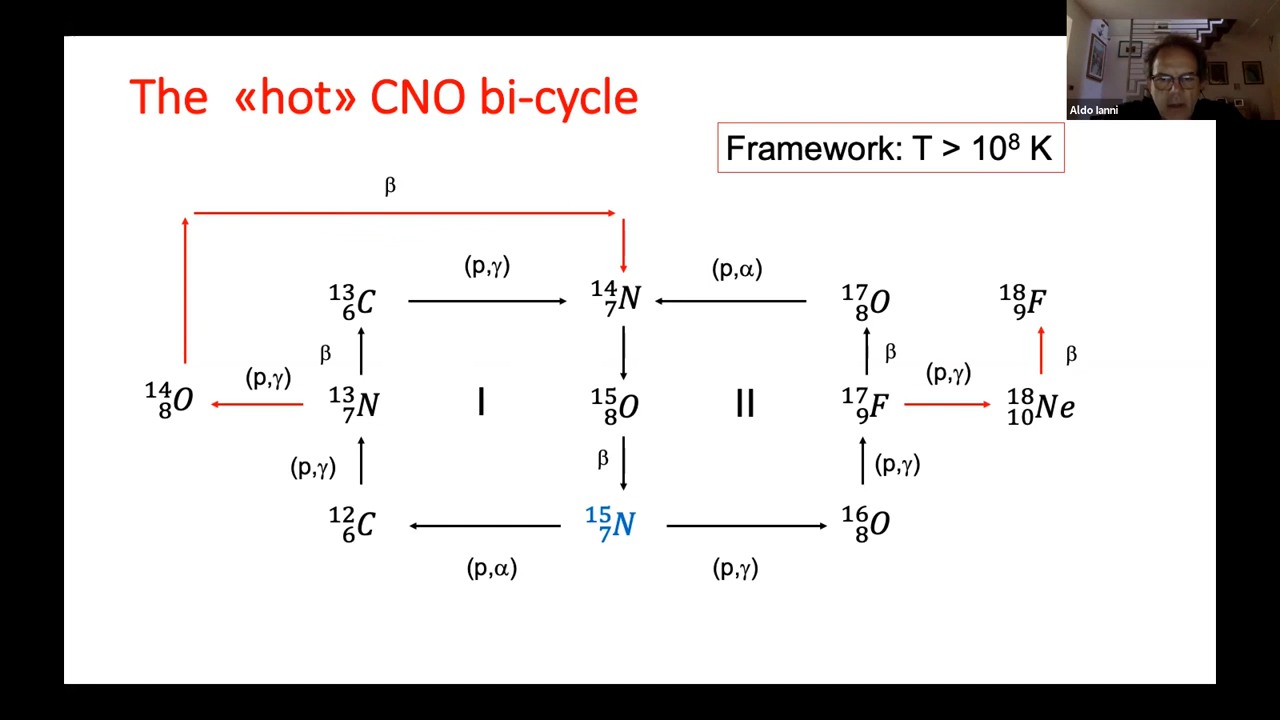 The «hot» CNO bi-cycle
Aldo Ianni
Framework: T > 10⁸ K
β
(p,γ) (p,α)
¹³₆C ¹⁴₇N ¹⁷₈O ¹⁸₉F
β β β
(p,γ) (p,γ)
¹⁴₈O ¹³₇N I ¹⁵₈O II ¹⁷₉F ¹⁸₁₀Ne
(p,γ) β (p,γ)
¹²₆C ¹⁵₇N ¹⁶₈O
(p,α) (p,γ)